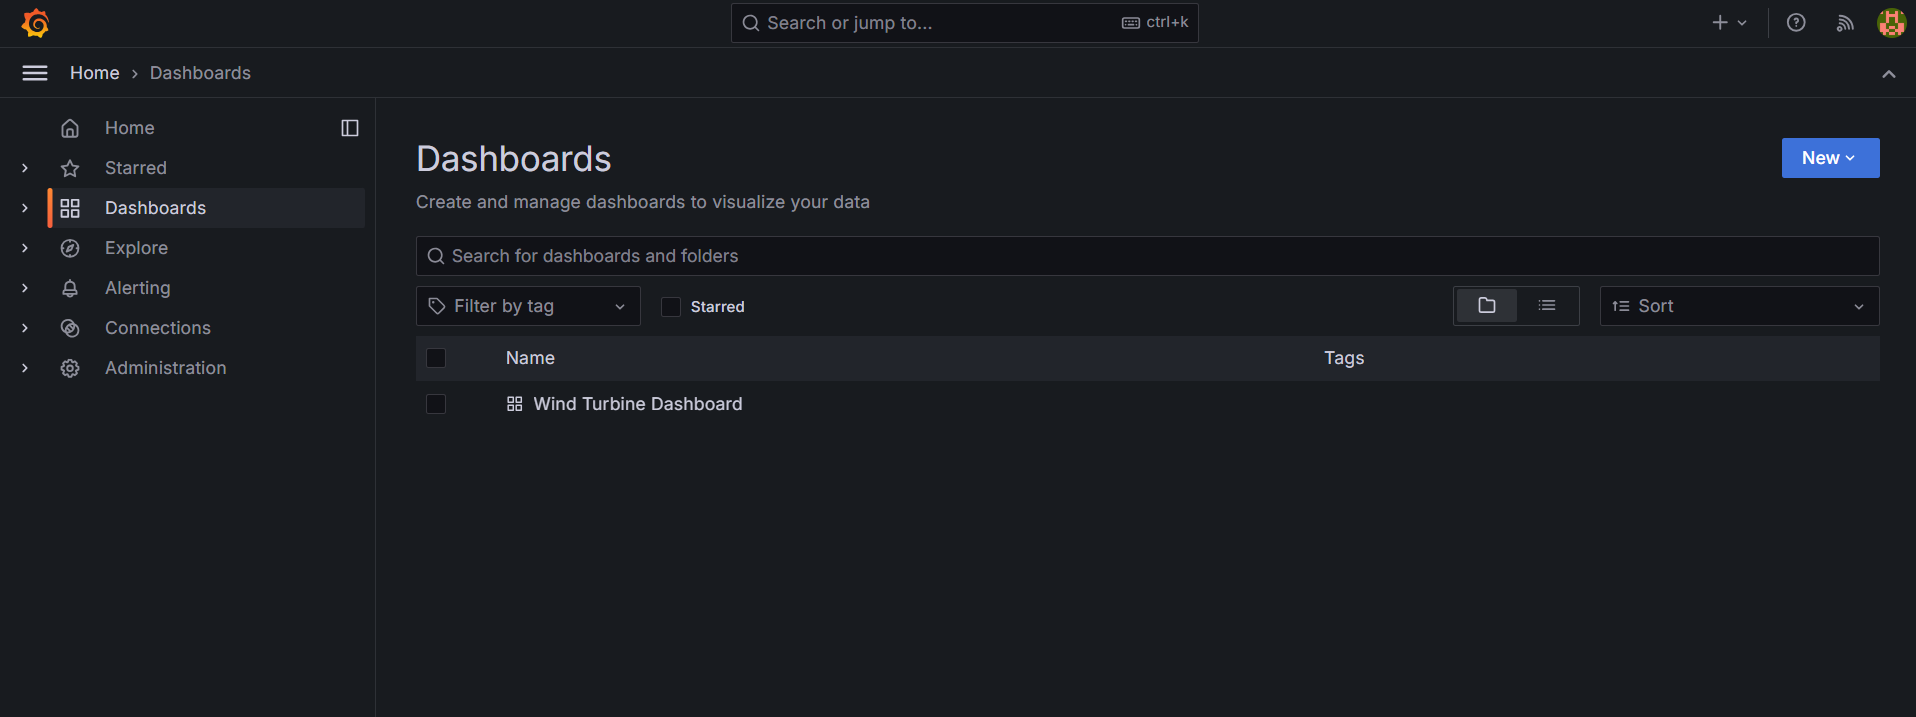 Search or jump to... ctrl+k
Home › Dashboards
Home
Starred
Dashboards
Explore
Alerting
Connections
Administration
Dashboards
New
Create and manage dashboards to visualize your data
Search for dashboards and folders
Filter by tag Starred Sort
Name Tags
Wind Turbine Dashboard